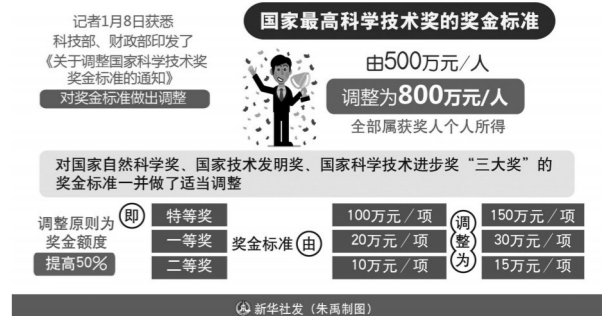 记者1月8日获悉
科技部、财政部印发了
《关于调整国家科学技术奖
奖金标准的通知》
对奖金标准做出调整
国家最高科学技术奖的奖金标准
由500万元/人
调整为800万元/人
全部属获奖人个人所得
对国家自然科学奖、国家技术发明奖、国家科学技术进步奖“三大奖”的
奖金标准一并做了适当调整
调整原则为
奖金额度
提高50%
即
特等奖
一等奖
二等奖
奖金标准
由
100万元/项
20万元/项
10万元/项
调整为
150万元/项
30万元/项
15万元/项
新华社发（朱禹制图）